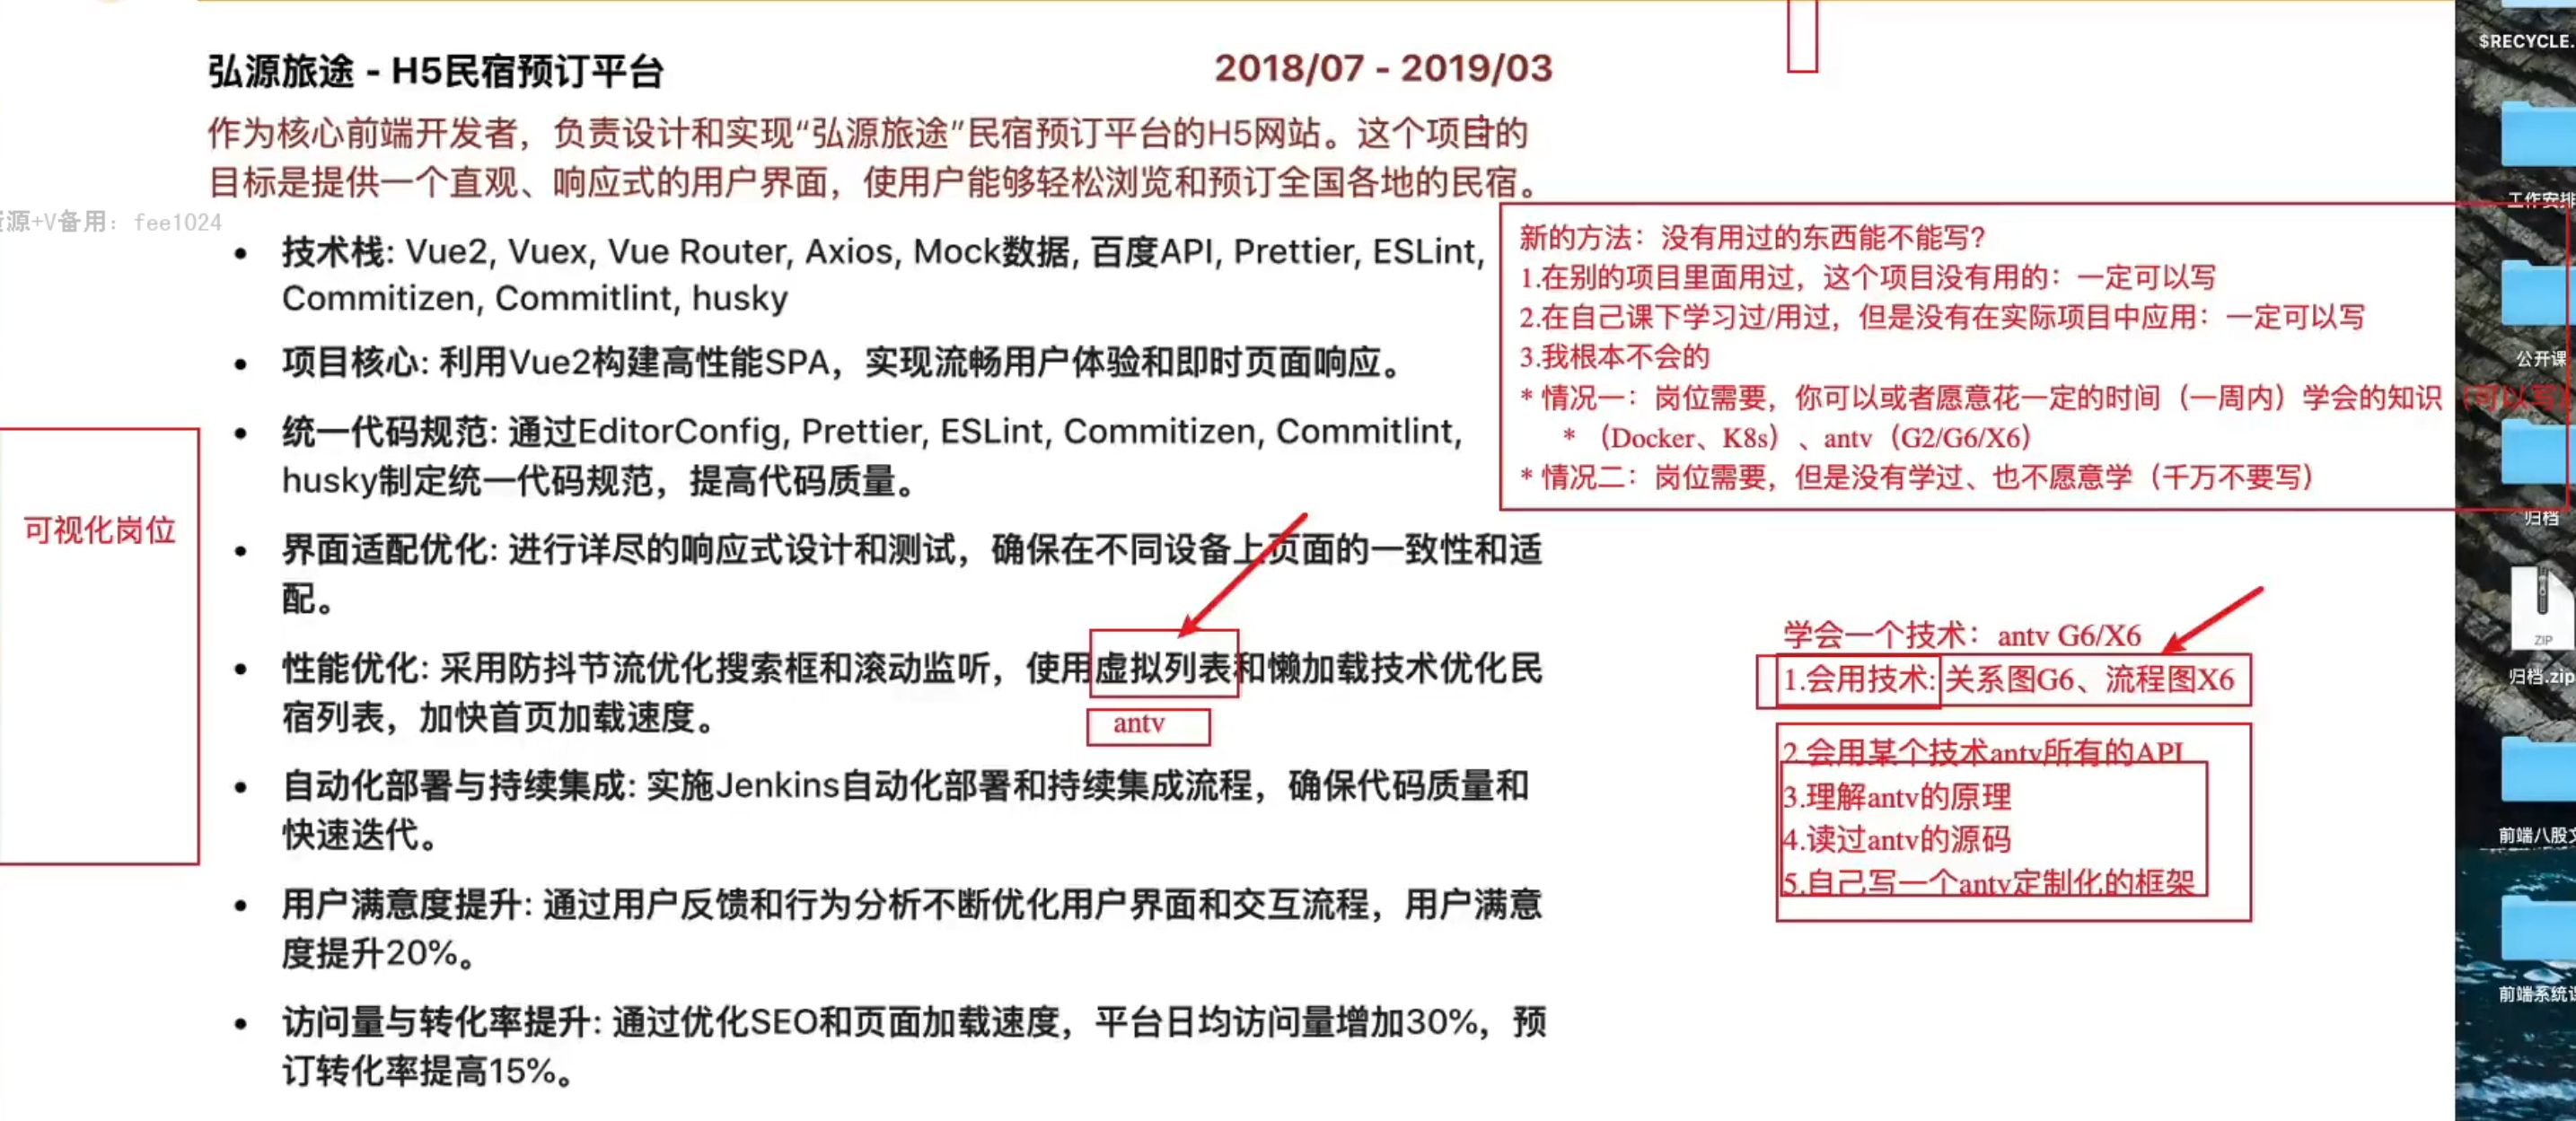 弘源旅途 - H5民宿预订平台
2018/07 - 2019/03
作为核心前端开发者，负责设计和实现“弘源旅途”民宿预订平台的H5网站。这个项目的
目标是提供一个直观、响应式的用户界面，使用户能够轻松浏览和预订全国各地的民宿。
源+V备用：fee1024
• 技术栈: Vue2, Vuex, Vue Router, Axios, Mock数据, 百度API, Prettier, ESLint,
Commitizen, Commitlint, husky
• 项目核心: 利用Vue2构建高性能SPA，实现流畅用户体验和即时页面响应。
• 统一代码规范: 通过EditorConfig, Prettier, ESLint, Commitizen, Commitlint,
husky制定统一代码规范，提高代码质量。
• 界面适配优化: 进行详尽的响应式设计和测试，确保在不同设备上页面的一致性和适
配。
• 性能优化: 采用防抖节流优化搜索框和滚动监听，使用虚拟列表和懒加载技术优化民
宿列表，加快首页加载速度。
antv
• 自动化部署与持续集成: 实施Jenkins自动化部署和持续集成流程，确保代码质量和
快速迭代。
• 用户满意度提升: 通过用户反馈和行为分析不断优化用户界面和交互流程，用户满意
度提升20%。
• 访问量与转化率提升: 通过优化SEO和页面加载速度，平台日均访问量增加30%，预
订转化率提高15%。
可视化岗位
新的方法：没有用过的东西能不能写？
1.在别的项目里面用过，这个项目没有用的：一定可以写
2.在自己课下学习过/用过，但是没有在实际项目中应用：一定可以写
3.我根本不会的
* 情况一：岗位需要，你可以或者愿意花一定的时间（一周内）学会的知识（可以写）
* （Docker、K8s）、antv（G2/G6/X6）
* 情况二：岗位需要，但是没有学过、也不愿意学（千万不要写）
学会一个技术：antv G6/X6
1.会用技术: 关系图G6、流程图X6
2.会用某个技术antv所有的API
3.理解antv的原理
4.读过antv的源码
5.自己写一个antv定制化的框架
$RECYCLE.
工作安排
公开课
归档
ZIP
归档.zip
前端八股文
前端系统课